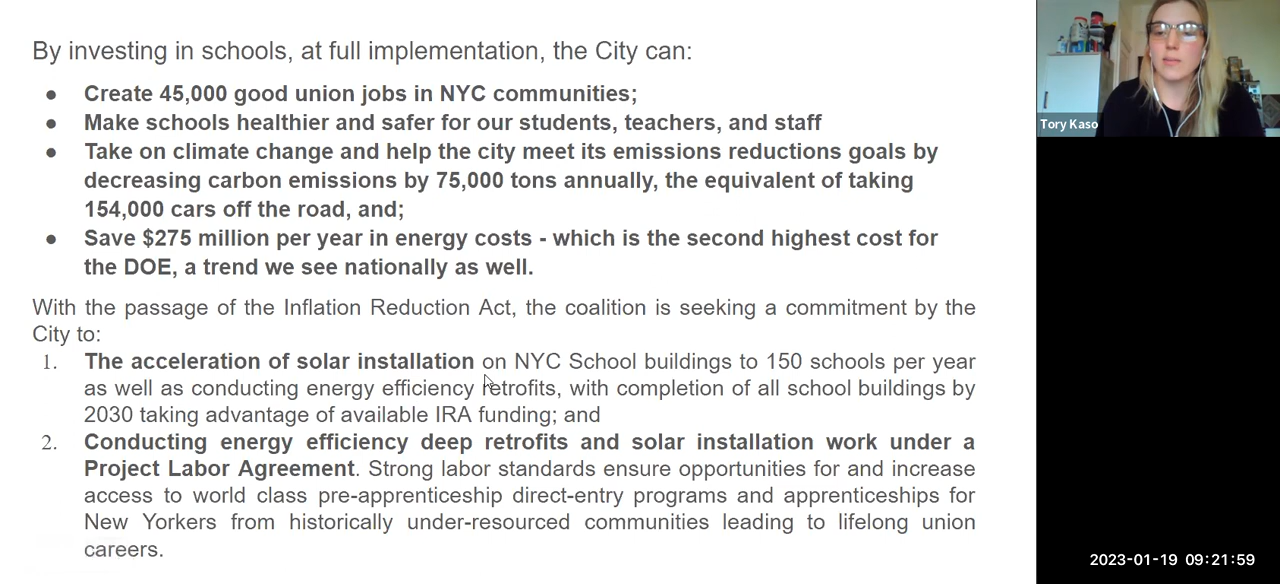 By investing in schools, at full implementation, the City can:
● Create 45,000 good union jobs in NYC communities;
● Make schools healthier and safer for our students, teachers, and staff
● Take on climate change and help the city meet its emissions reductions goals by
decreasing carbon emissions by 75,000 tons annually, the equivalent of taking
154,000 cars off the road, and;
● Save $275 million per year in energy costs - which is the second highest cost for
the DOE, a trend we see nationally as well.
With the passage of the Inflation Reduction Act, the coalition is seeking a commitment by the
City to:
1. The acceleration of solar installation on NYC School buildings to 150 schools per year
as well as conducting energy efficiency retrofits, with completion of all school buildings by
2030 taking advantage of available IRA funding; and
2. Conducting energy efficiency deep retrofits and solar installation work under a
Project Labor Agreement. Strong labor standards ensure opportunities for and increase
access to world class pre-apprenticeship direct-entry programs and apprenticeships for
New Yorkers from historically under-resourced communities leading to lifelong union
careers.
Tory Kaso
2023-01-19 09:21:59